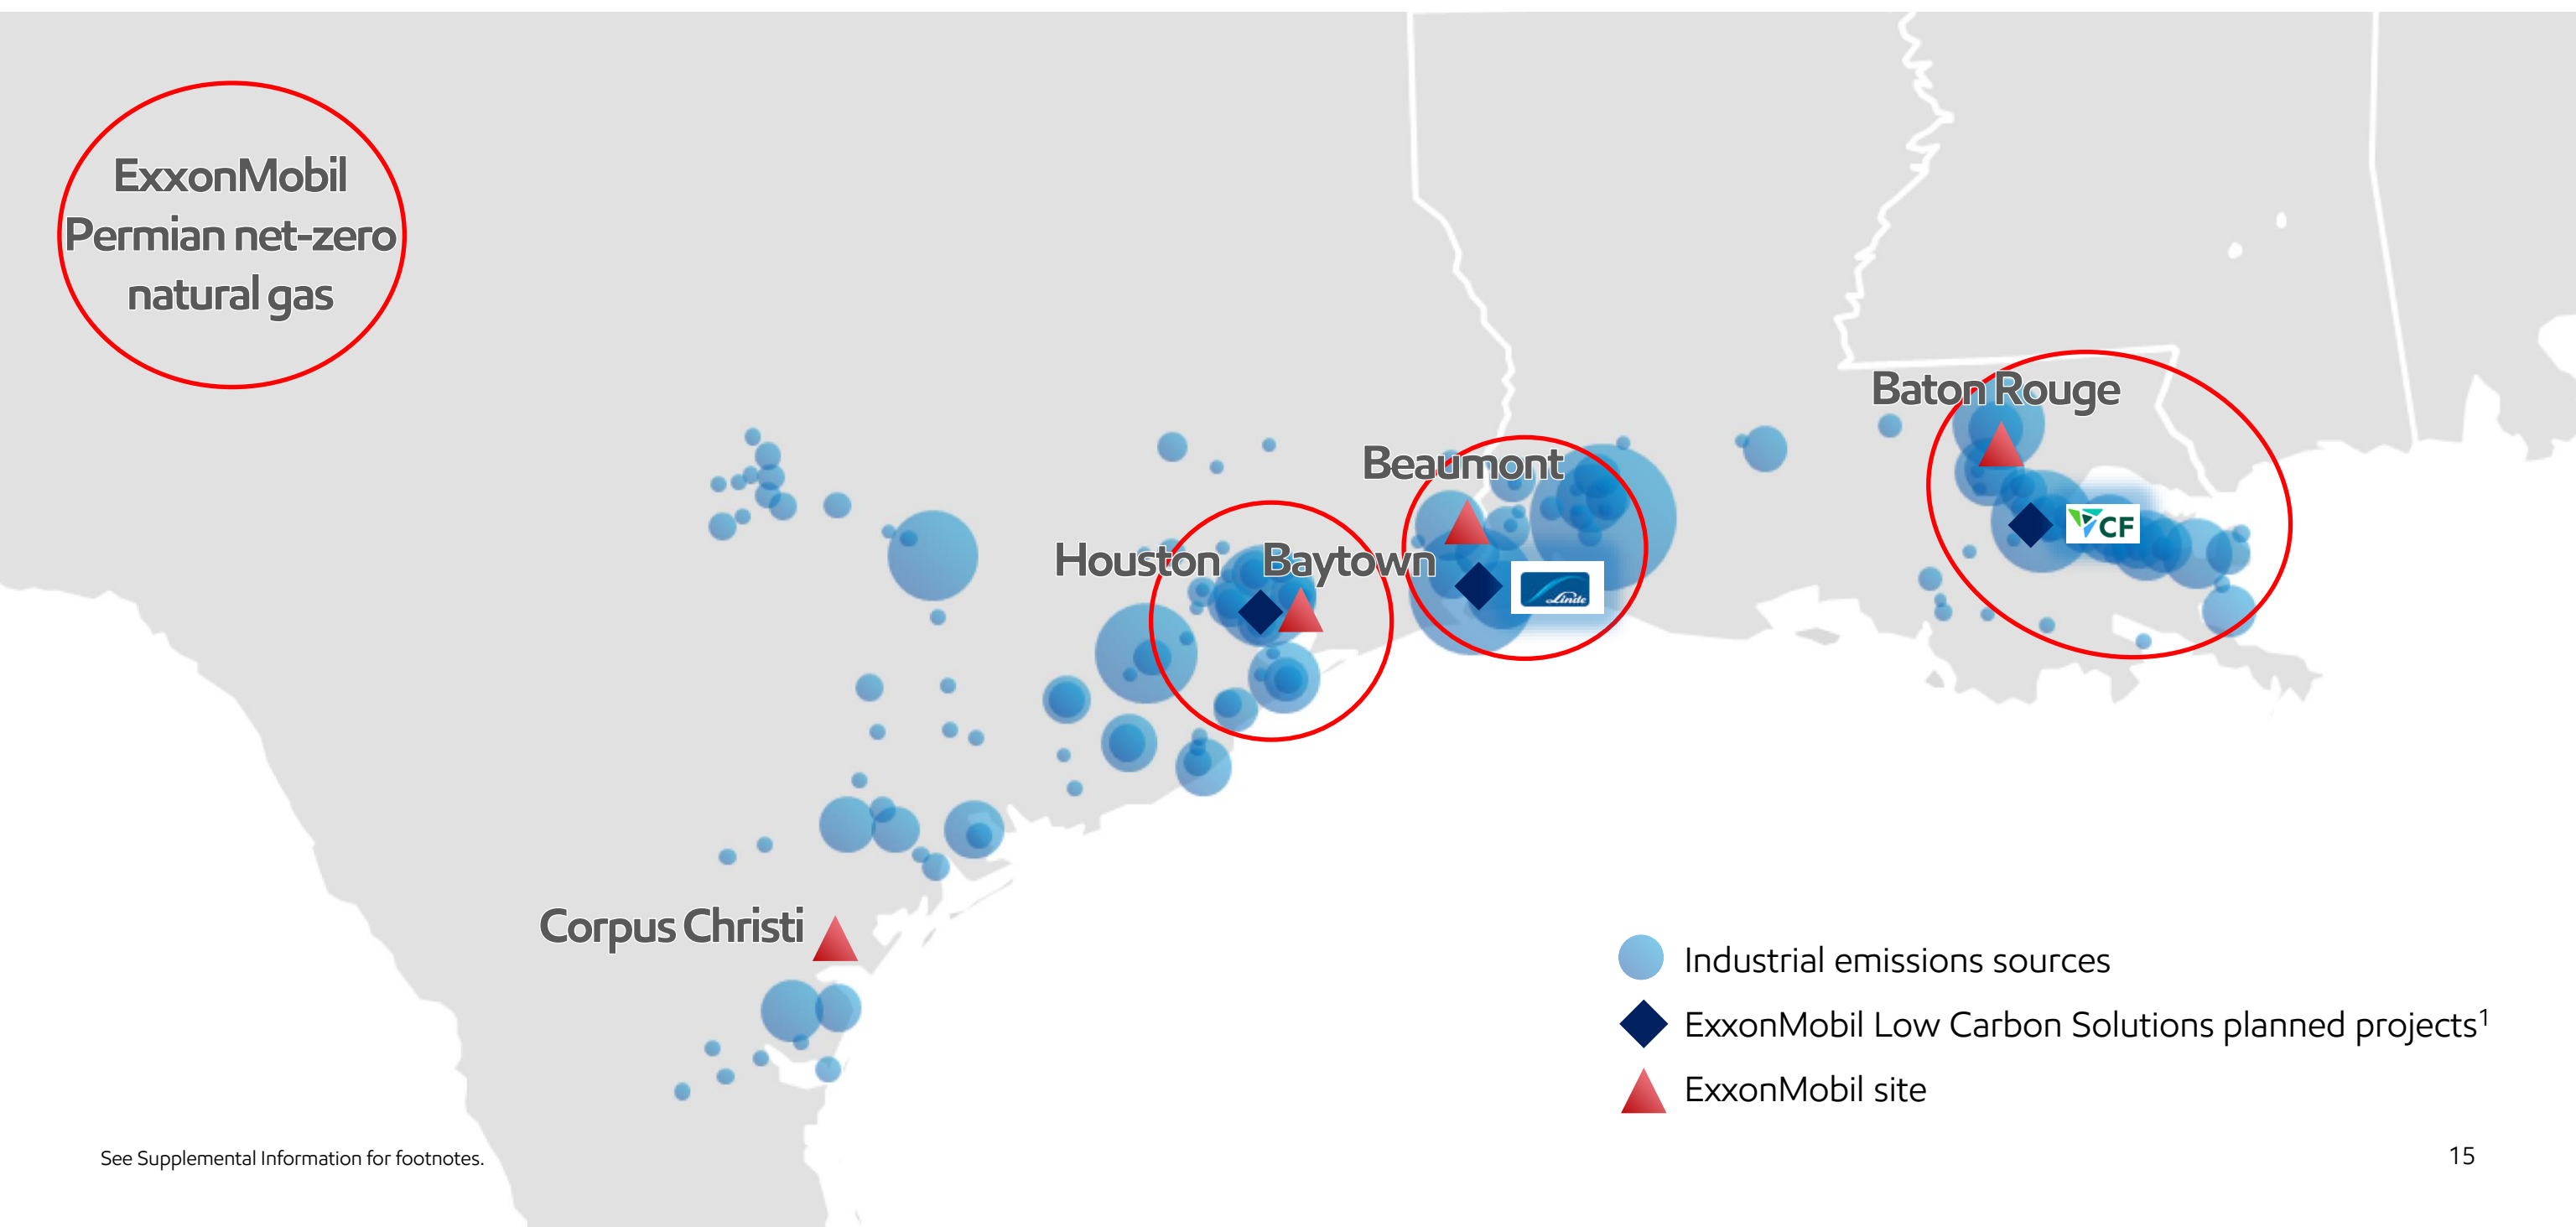 ExxonMobil
Permian net-zero
natural gas
Baton Rouge
Beaumont
CF
Houston
Baytown
Linde
Corpus Christi
Industrial emissions sources
ExxonMobil Low Carbon Solutions planned projects¹
ExxonMobil site
See Supplemental Information for footnotes.
15